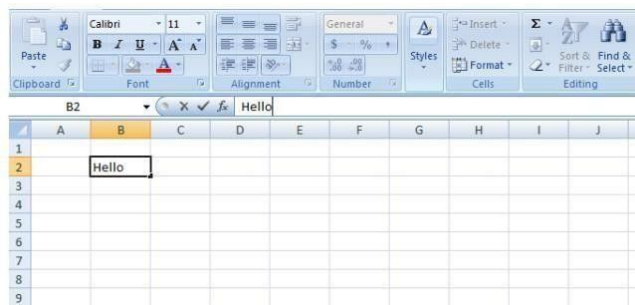 Calibri 11 General Insert Σ
B I U A A $ % , Delete
Paste Styles Format Sort & Filter Find & Select
.00 .00 .0
Clipboard Font Alignment Number Cells Editing
B2 fx Hello
A B C D E F G H I J
1
2 Hello
3
4
5
6
7
8
9